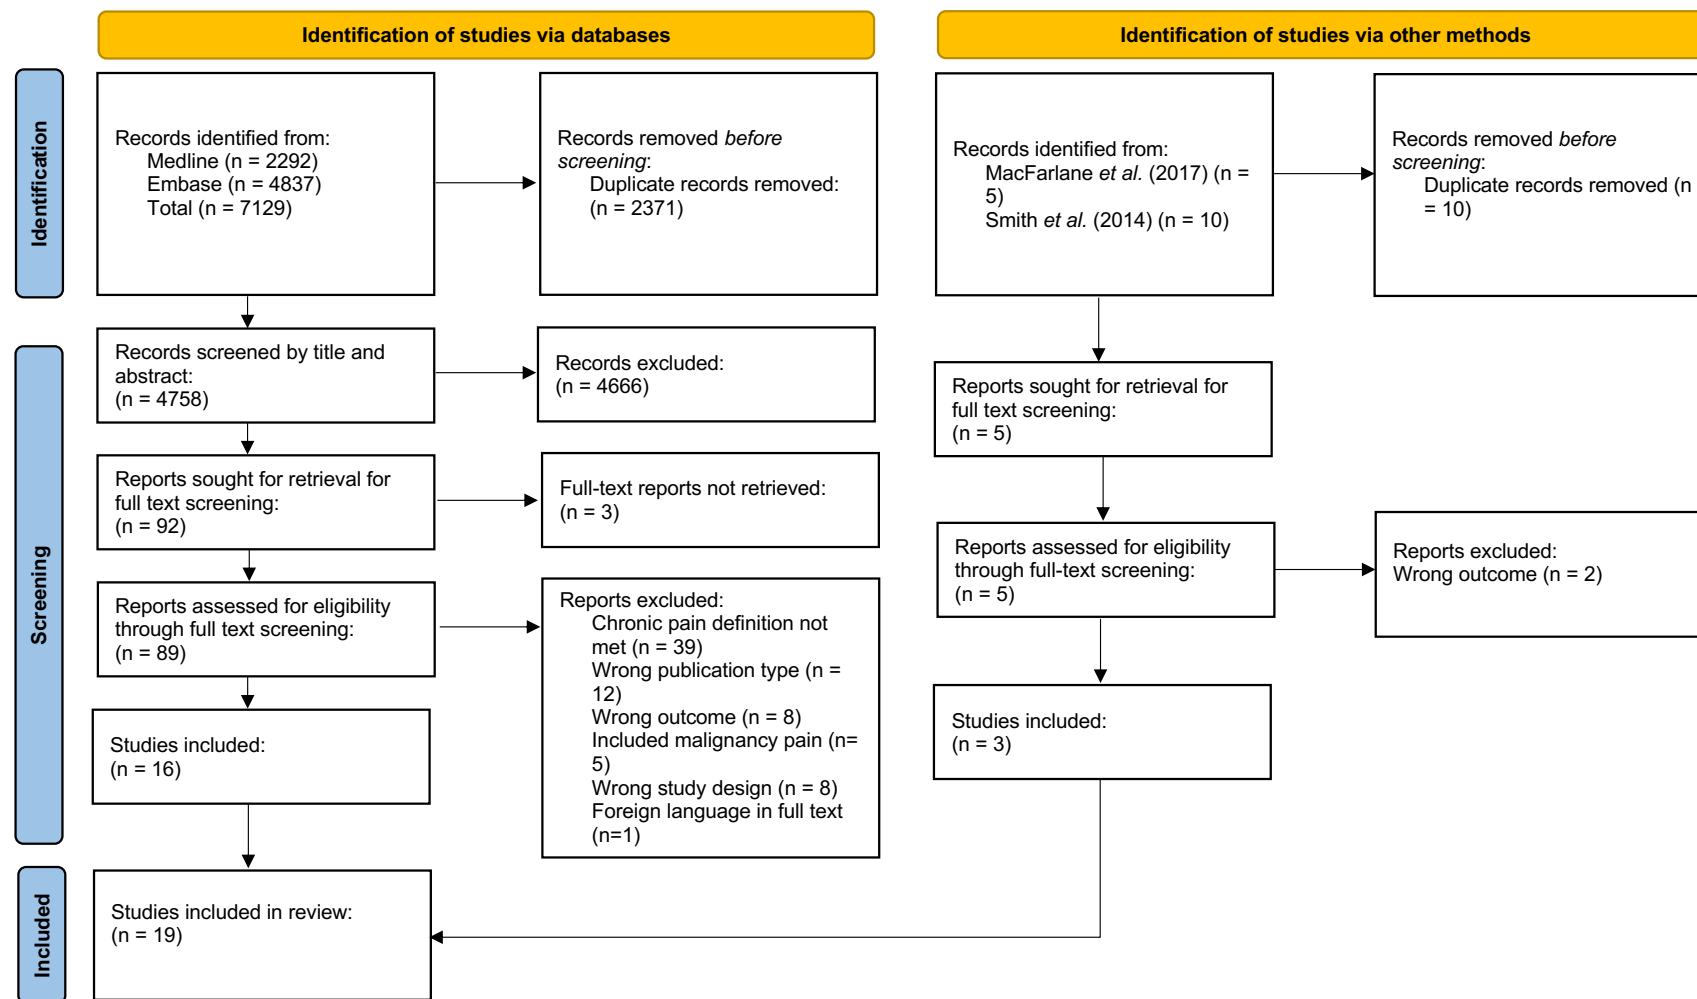 Identification of studies via databases
Identification of studies via other methods
Identification
Records identified from:
Medline (n = 2292)
Embase (n = 4837)
Total (n = 7129)
Records removed before
screening:
Duplicate records removed:
(n = 2371)
Records identified from:
MacFarlane et al. (2017) (n =
5)
Smith et al. (2014) (n = 10)
Records removed before
screening:
Duplicate records removed (n
= 10)
Screening
Records screened by title and
abstract:
(n = 4758)
Records excluded:
(n = 4666)
Reports sought for retrieval for
full text screening:
(n = 92)
Full-text reports not retrieved:
(n = 3)
Reports assessed for eligibility
through full text screening:
(n = 89)
Reports excluded:
Chronic pain definition not
met (n = 39)
Wrong publication type (n =
12)
Wrong outcome (n = 8)
Included malignancy pain (n=
5)
Wrong study design (n = 8)
Foreign language in full text
(n=1)
Studies included:
(n = 16)
Reports sought for retrieval for
full text screening:
(n = 5)
Reports assessed for eligibility
through full-text screening:
(n = 5)
Reports excluded:
Wrong outcome (n = 2)
Studies included:
(n = 3)
Included
Studies included in review:
(n = 19)